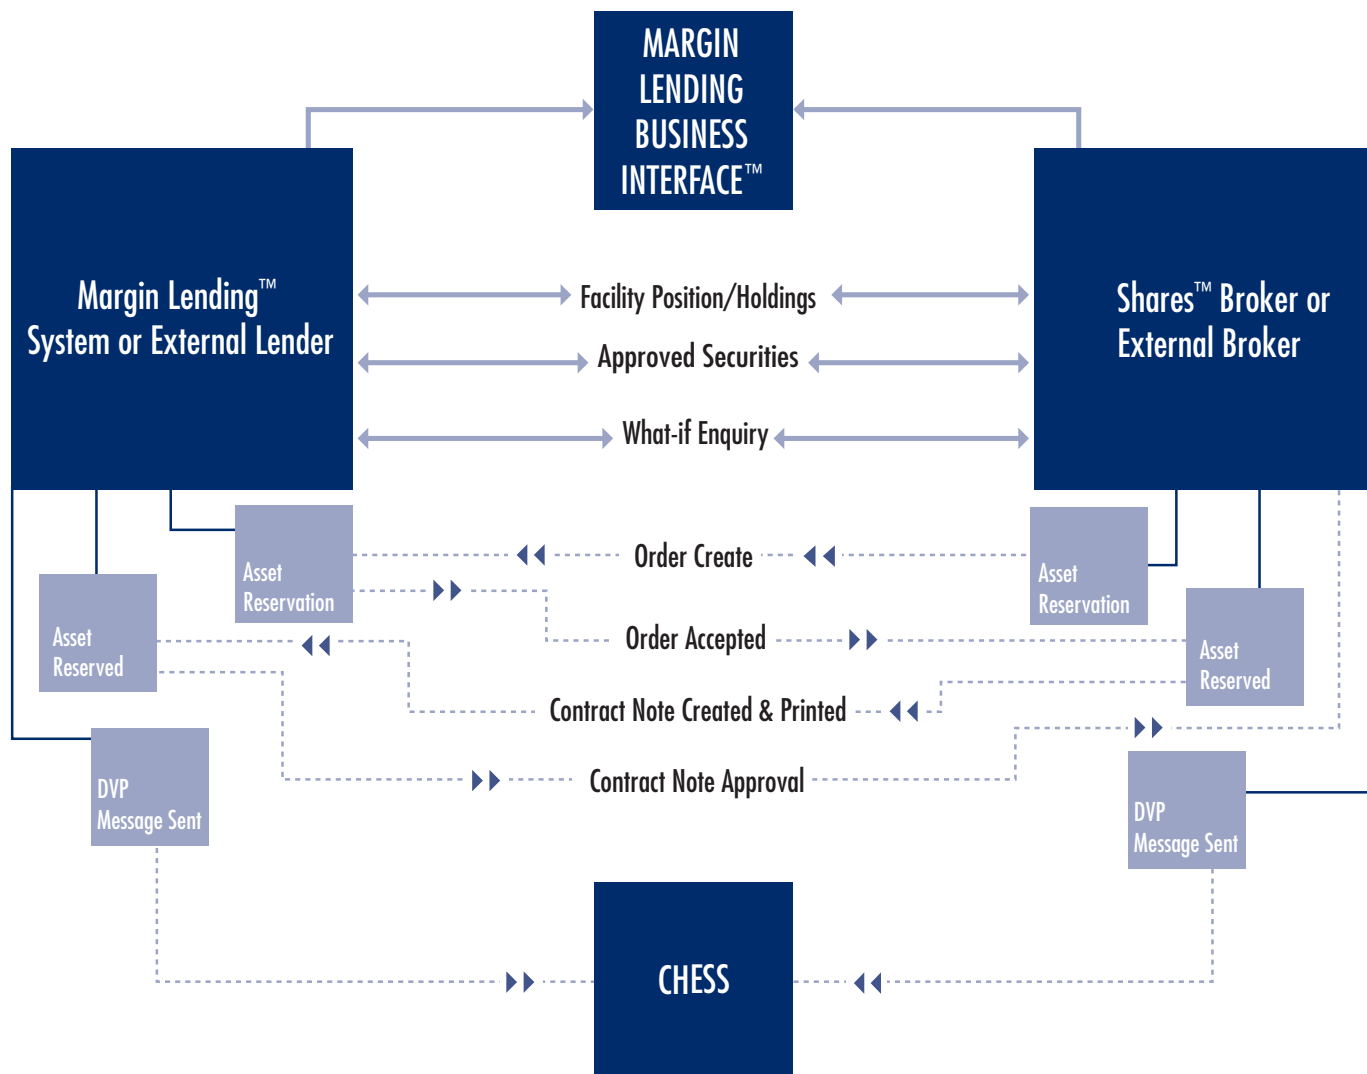 MARGIN
LENDING
BUSINESS
INTERFACE™
Margin Lending™
System or External Lender
Shares™ Broker or
External Broker
Facility Position/Holdings
Approved Securities
What-if Enquiry
Asset
Reservation
Order Create
Asset
Reservation
Asset
Reserved
Order Accepted
Asset
Reserved
Contract Note Created & Printed
Contract Note Approval
DVP
Message Sent
DVP
Message Sent
CHESS